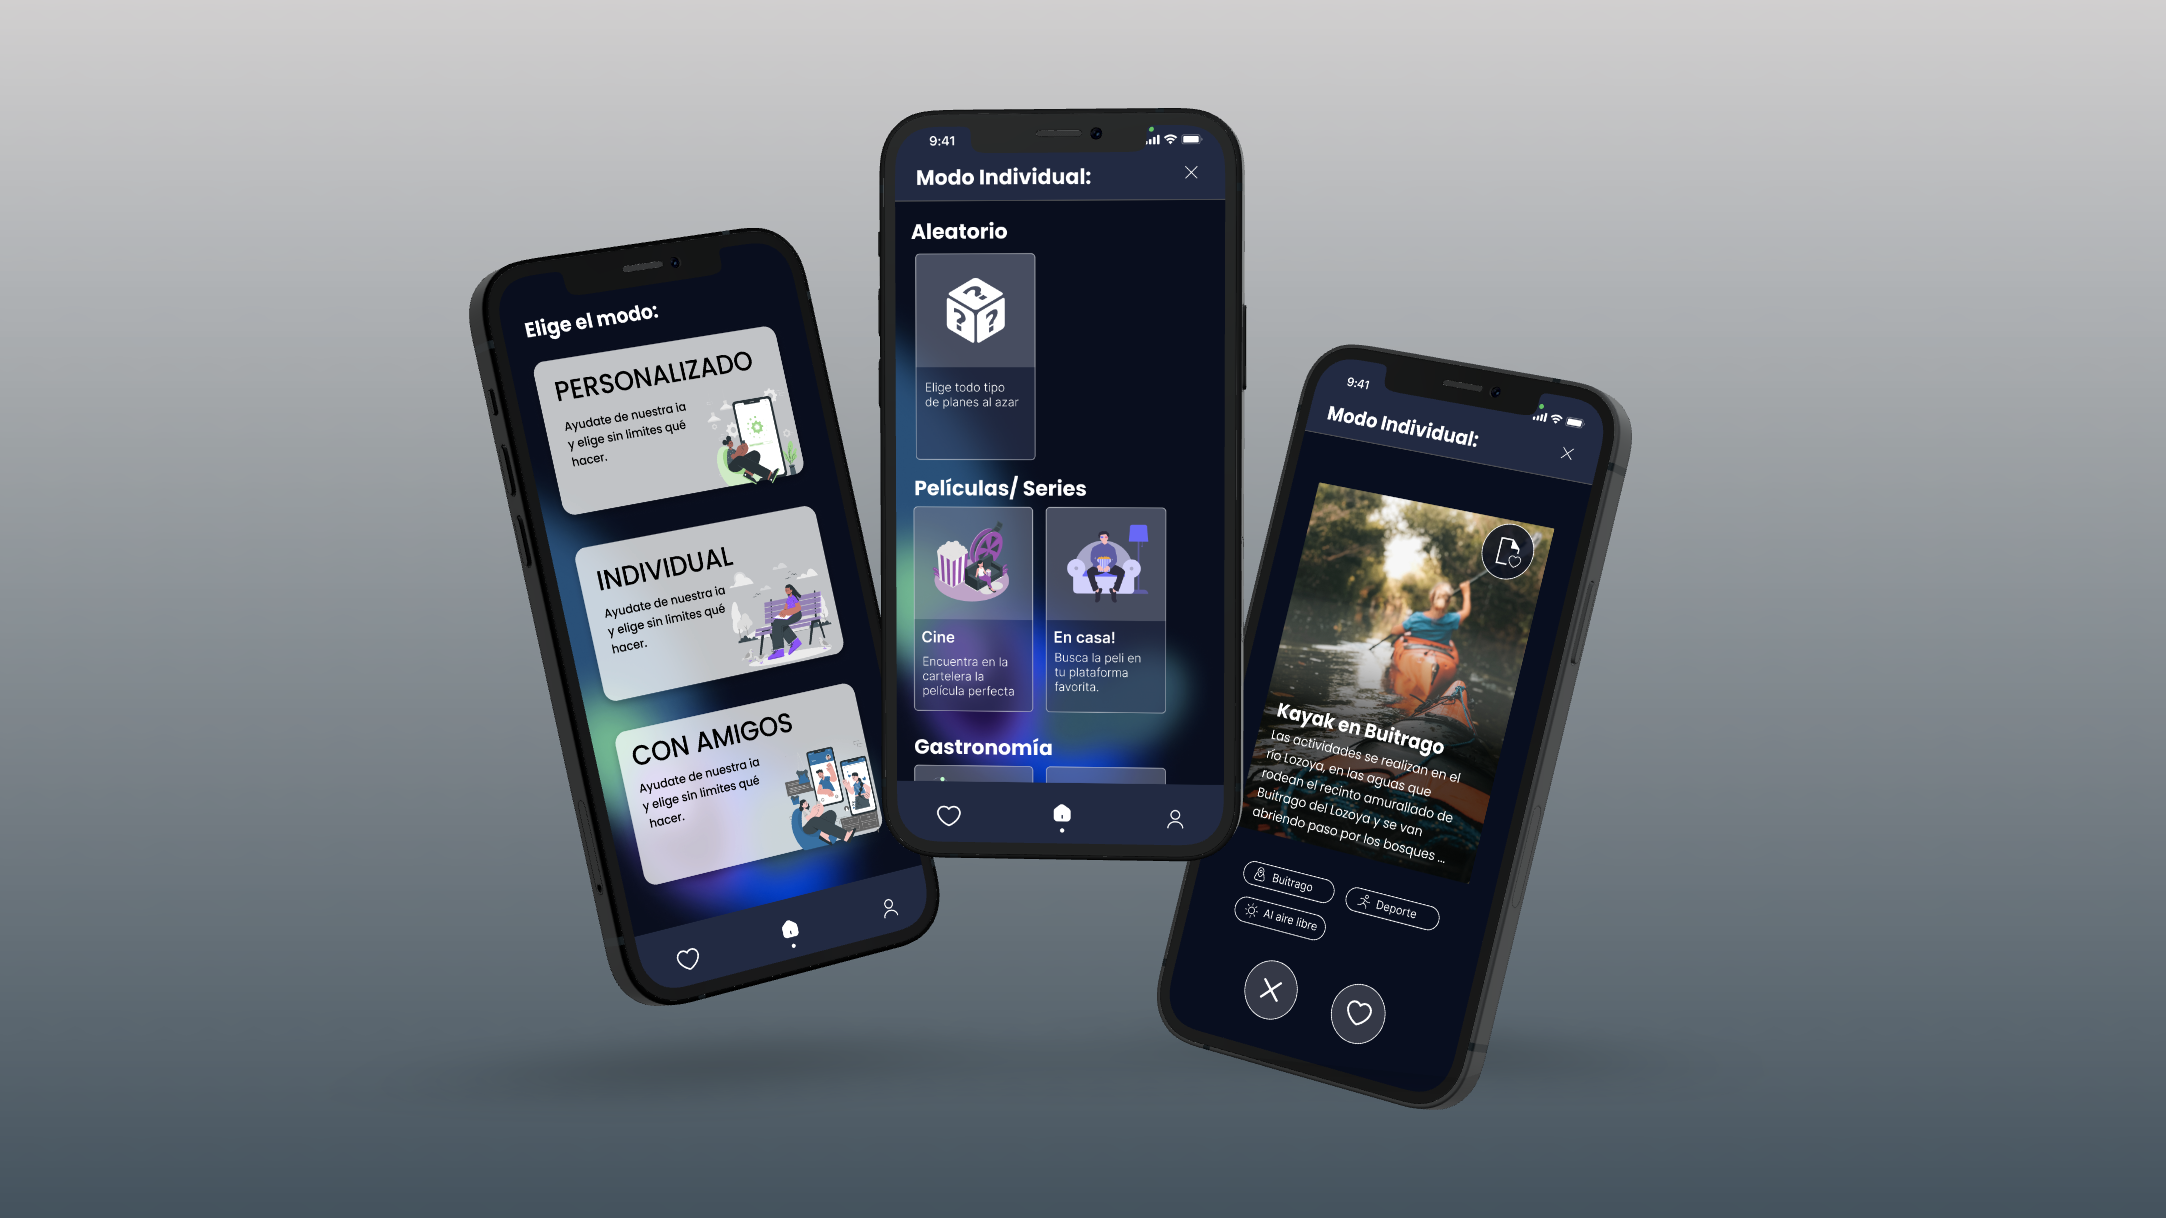 Elige el modo:
PERSONALIZADO
Ayudate de nuestra ia
y elige sin limites qué
hacer.
INDIVIDUAL
Ayudate de nuestra ia
y elige sin limites qué
hacer.
CON AMIGOS
Ayudate de nuestra ia
y elige sin limites qué
hacer.
9:41
Modo Individual:
Aleatorio
Elige todo tipo
de planes al azar
Películas/ Series
Cine
Encuentra en la
cartelera la
película perfecta
En casa!
Busca la peli en
tu plataforma
favorita.
Gastronomía
9:41
Modo Individual:
Kayak en Buitrago
Las actividades se realizan en el
río Lozoya, en las aguas que
rodean el recinto amurallado de
Buitrago del Lozoya y se van
abriendo paso por los bosques ...
Buitrago
Deporte
Al aire libre